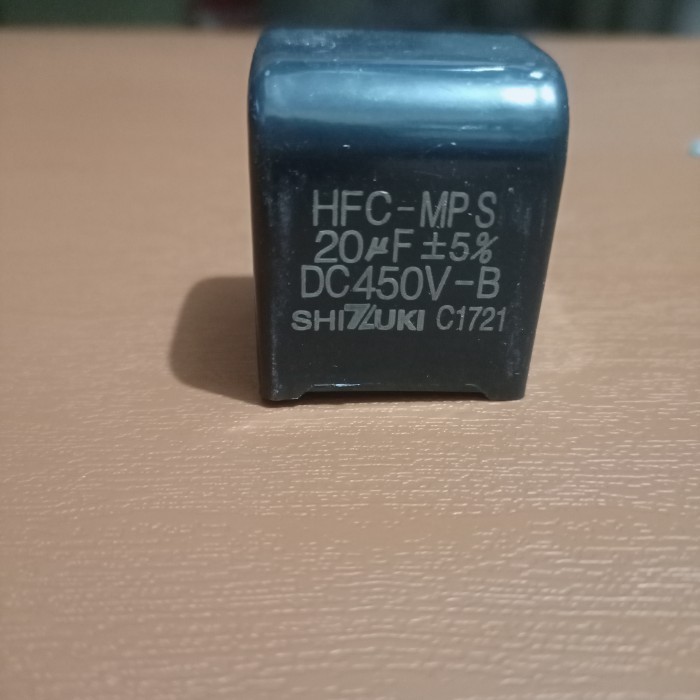 HFC-MPS
20μF±5%
DC450V-B
SHIZUKI C1721